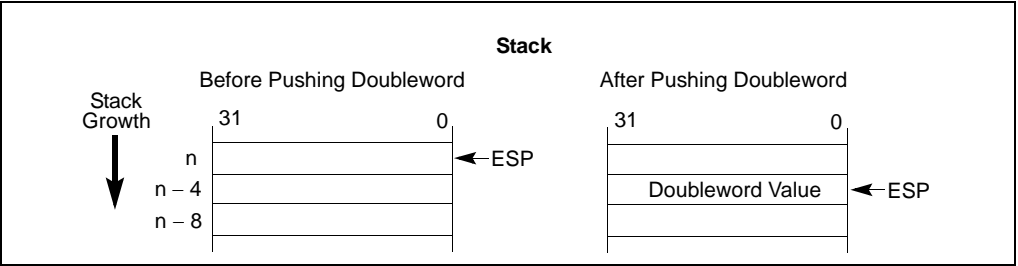 Stack
Before Pushing Doubleword
After Pushing Doubleword
Stack
Growth
31 0
31 0
n
ESP
n − 4
Doubleword Value
ESP
n − 8